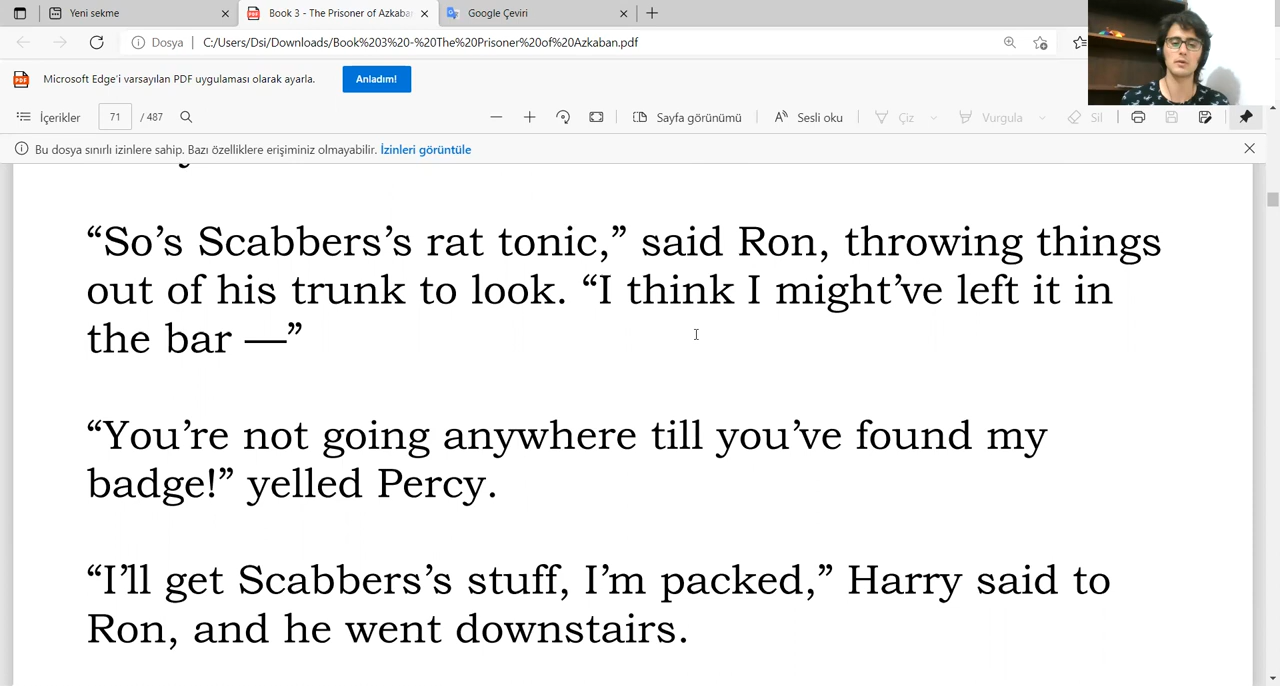 Yeni sekme
Book 3 - The Prisoner of Azkaban
Google Çeviri
Dosya C:/Users/Dsi/Downloads/Book%203%20-%20The%20Prisoner%20of%20Azkaban.pdf
Microsoft Edge'i varsayılan PDF uygulaması olarak ayarla. Anladım!
İçerikler 71 / 487 Sayfa görünümü Sesli oku Çiz Vurgula Sil
Bu dosya sınırlı izinlere sahip. Bazı özelliklere erişiminiz olmayabilir. İzinleri görüntüle
“So’s Scabbers’s rat tonic,” said Ron, throwing things
out of his trunk to look. “I think I might’ve left it in
the bar —”
“You’re not going anywhere till you’ve found my
badge!” yelled Percy.
“I’ll get Scabbers’s stuff, I’m packed,” Harry said to
Ron, and he went downstairs.